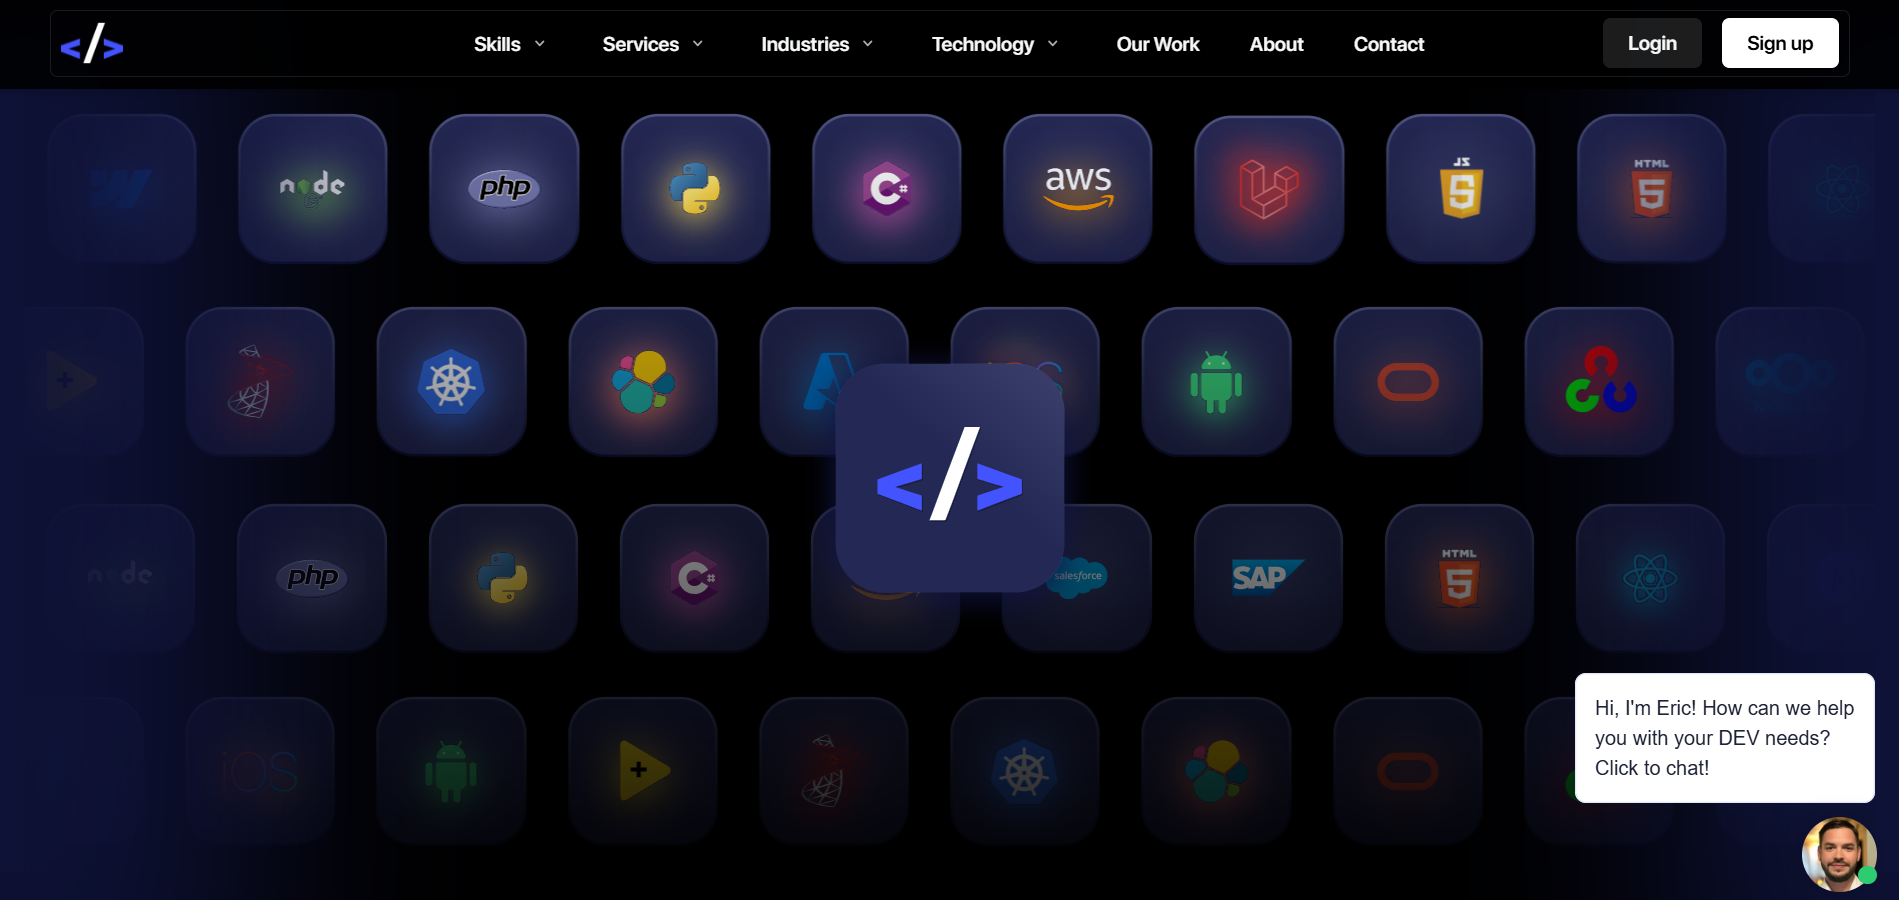 </>
Skills
Services
Industries
Technology
Our Work
About
Contact
Login
Sign up
node
php
php
C#
aws
JS
5
HTML
5
</>
node
php
C#
salesforce
SAP
HTML
5
iOS
+
Hi, I'm Eric! How can we help
you with your DEV needs?
Click to chat!